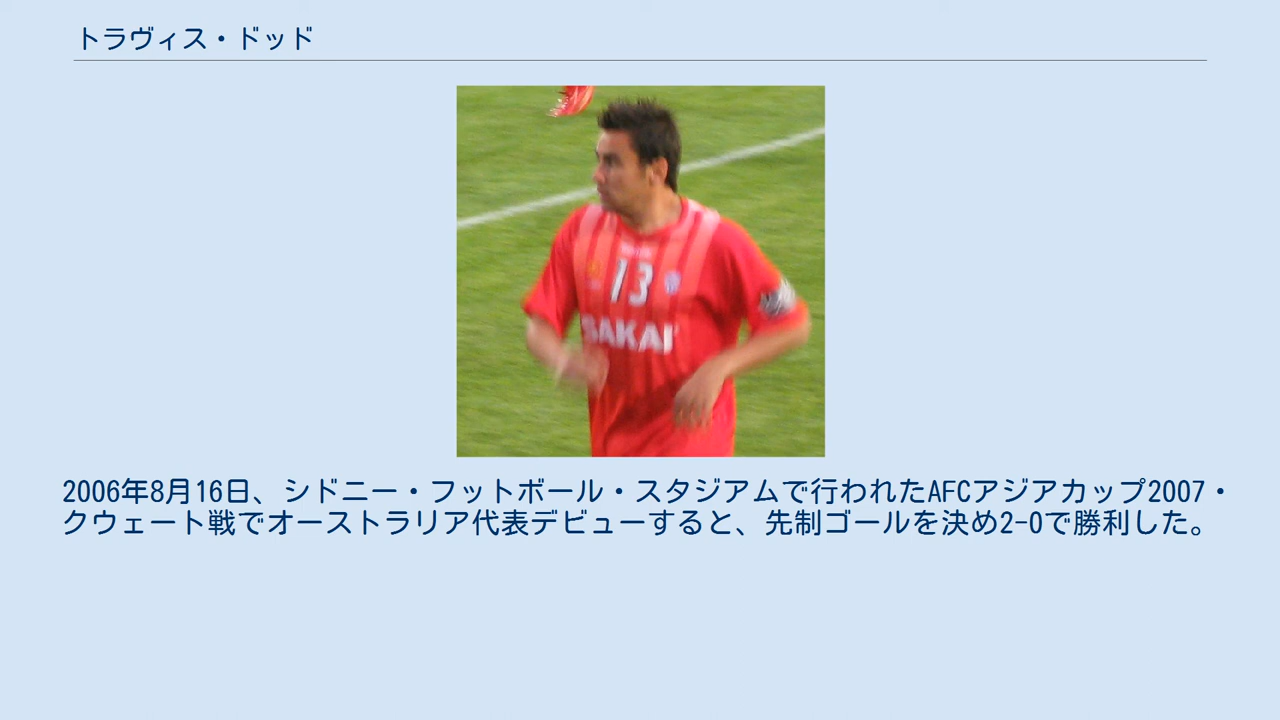 トラヴィス・ドッド
13
SAKAI
2006年8月16日、シドニー・フットボール・スタジアムで行われたAFCアジアカップ2007・
クウェート戦でオーストラリア代表デビューすると、先制ゴールを決め2-0で勝利した。